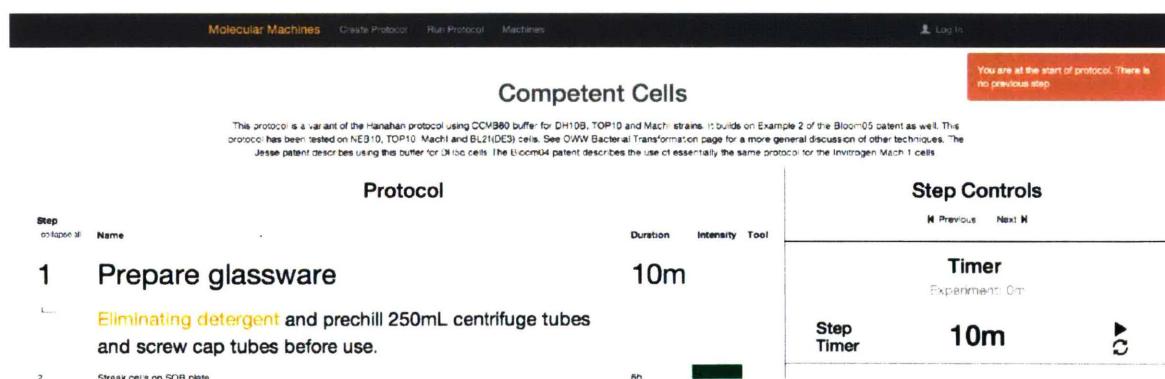 Molecular Machines Create Protocol Run Protocol Machines Log In
You are at the start of protocol. There is
no previous step
Competent Cells
This protocol is a variant of the Hanahan protocol using CCMB80 buffer for DH10B, TOP10 and Mach1 strains. It builds on Example 2 of the Bloom05 patent as well. This
protocol has been tested on NEB10, TOP10, Mach1 and BL21(DE3) cells. See OWW Bacterial Transformation page for a more general discussion of other techniques. The
Jesse patent describes using this buffer for DH5α cells. The Bloom04 patent describes the use of essentially the same protocol for the Invitrogen Mach 1 cells
Protocol
Step
collapse all Name Duration Intensity Tool
1 Prepare glassware 10m
Eliminating detergent and prechill 250mL centrifuge tubes
and screw cap tubes before use.
2 Streak cells on SOB plate 6h
Step Controls
Previous Next
Timer
Experiment: 0m
Step
Timer 10m